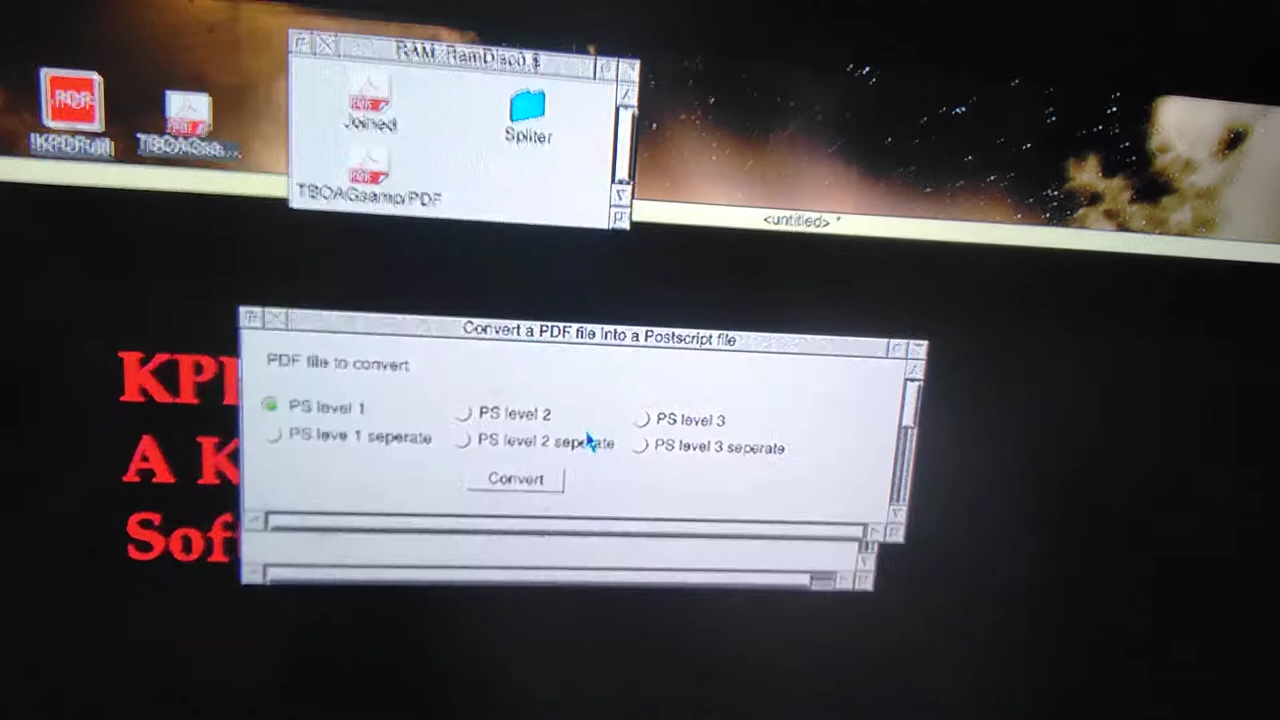 RAM::RamDisc0.$
PDF
Joined
Spliter
TBOAGsamp/PDF
<untitled> *
Convert a PDF file into a Postscript file
PDF file to convert
PS level 1
PS level 2
PS level 3
PS leve 1 seperate
PS level 2 seperate
PS level 3 seperate
Convert
KP
A K
Sof